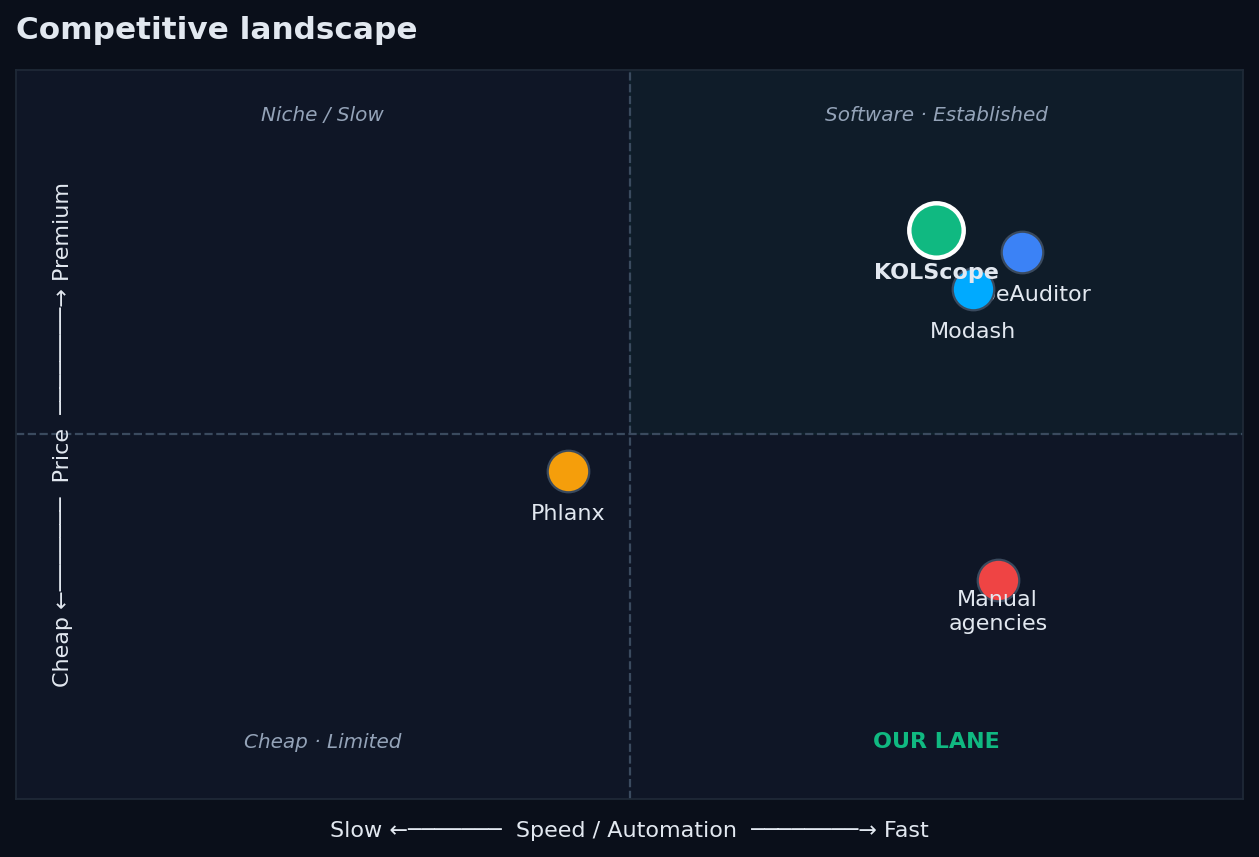 Competitive landscape
Niche / Slow
Software · Established
Cheap ←——————— Price ————————→ Premium
KOLScope
eAuditor
Modash
Phlanx
Manual
agencies
Cheap · Limited
OUR LANE
Slow ←——————— Speed / Automation ————————→ Fast